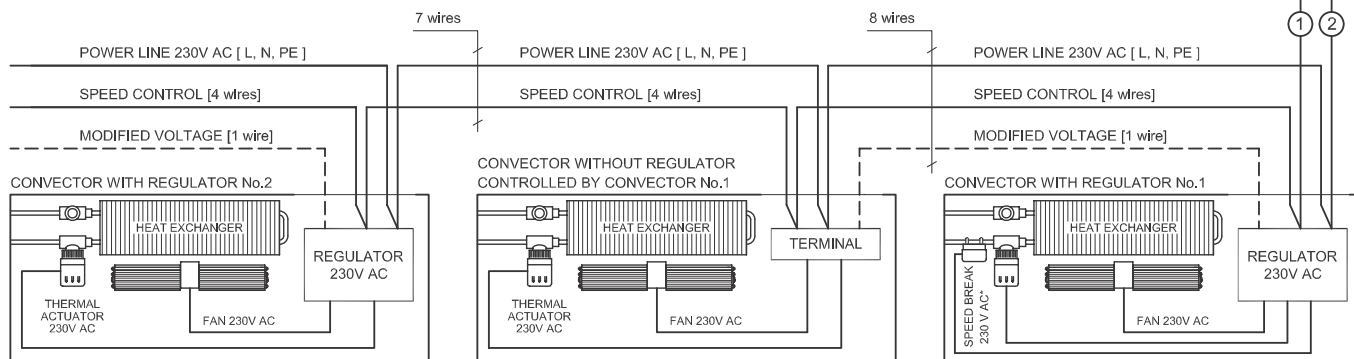 7 wires
8 wires
1
2
POWER LINE 230V AC [ L, N, PE ]
POWER LINE 230V AC [ L, N, PE ]
POWER LINE 230V AC [ L, N, PE ]
SPEED CONTROL [4 wires]
SPEED CONTROL [4 wires]
SPEED CONTROL [4 wires]
MODIFIED VOLTAGE [1 wire]
MODIFIED VOLTAGE [1 wire]
CONVECTOR WITH REGULATOR No.2
HEAT EXCHANGER
REGULATOR
230V AC
THERMAL
ACTUATOR
230V AC
FAN 230V AC
CONVECTOR WITHOUT REGULATOR
CONTROLLED BY CONVECTOR No.1
HEAT EXCHANGER
TERMINAL
THERMAL
ACTUATOR
230V AC
FAN 230V AC
CONVECTOR WITH REGULATOR No.1
HEAT EXCHANGER
REGULATOR
230V AC
SPEED BREAK
230 V AC*
FAN 230V AC